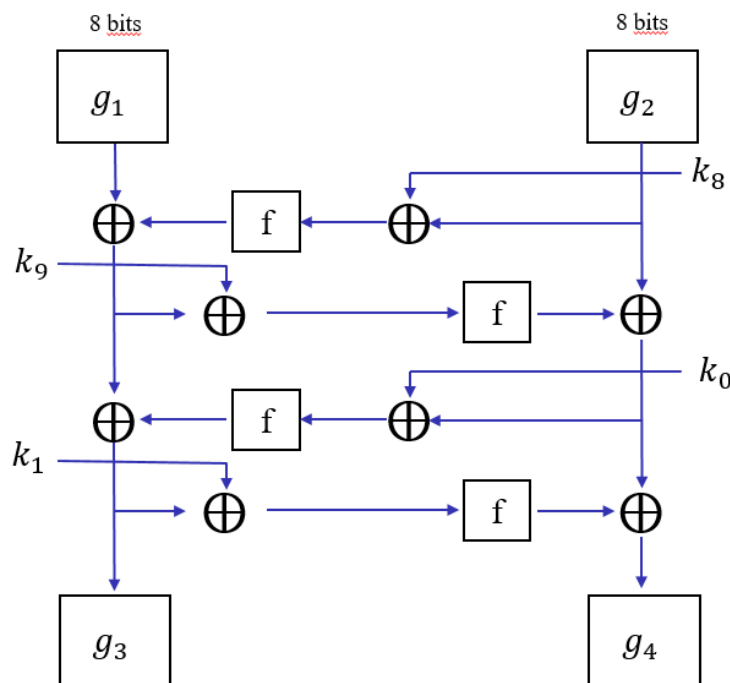 8 bits 8 bits
g₁ g₂
k₈
f
k₉
f
k₀
f
k₁
f
g₃ g₄